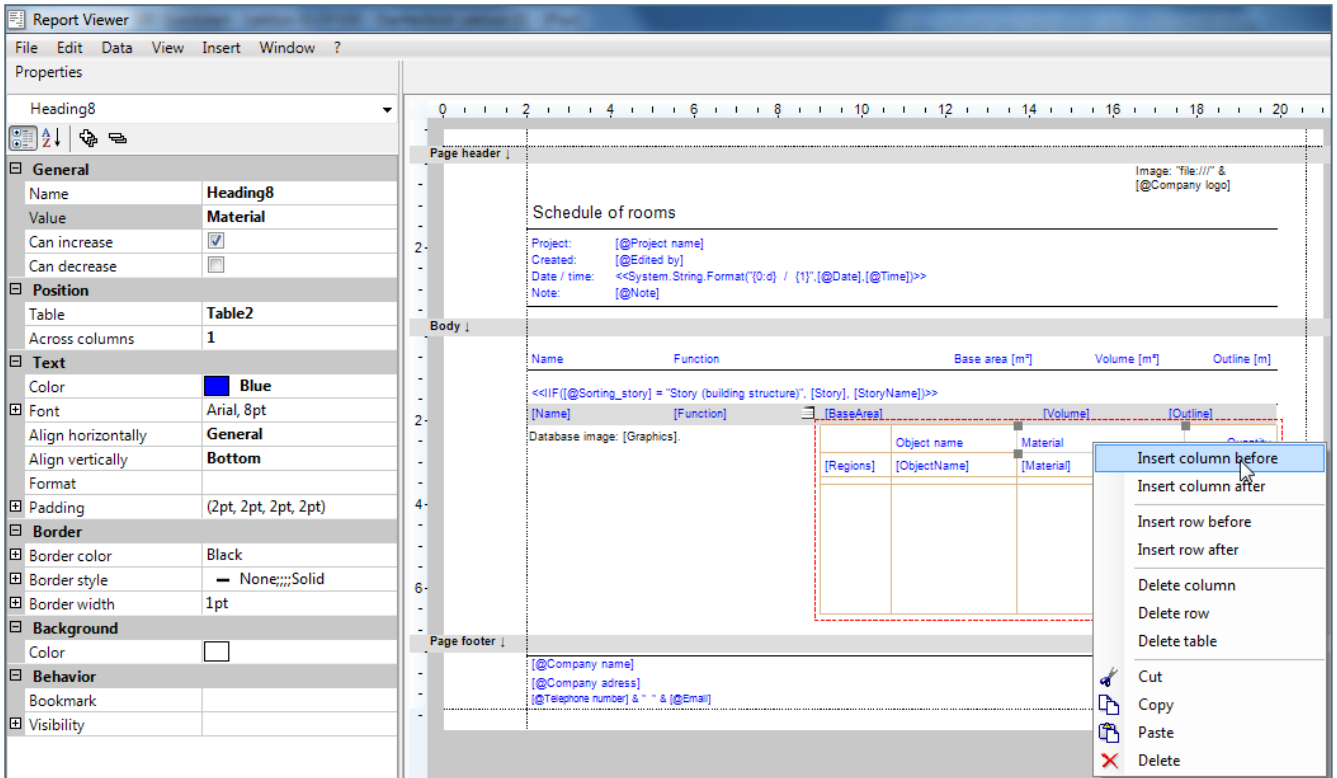 Report Viewer
File Edit Data View Insert Window ?
Properties
Heading8
General
Name Heading8
Value Material
Can increase
Can decrease
Position
Table Table2
Across columns 1
Text
Color Blue
Font Arial, 8pt
Align horizontally General
Align vertically Bottom
Format
Padding (2pt, 2pt, 2pt, 2pt)
Border
Border color Black
Border style None;;;;Solid
Border width 1pt
Background
Color
Behavior
Bookmark
Visibility
0 2 4 6 8 10 12 14 16 18 20
Page header ↓
Image: "file:///" &
[@Company logo]
Schedule of rooms
2
Project: [@Project name]
Created: [@Edited by]
Date / time: <<System.String.Format("{0:d} / {1}",[@Date],[@Time])>>
Note: [@Note]
Body ↓
Name Function Base area [m²] Volume [m³] Outline [m]
<<IIF([@Sorting_story] = "Story (building structure)", [Story], [StoryName])>>
2
[Name] [Function] [BaseArea] [Volume] [Outline]
Database image: [Graphics].
Object name Material Quantity
[Regions] [ObjectName] [Material]
4
6
Page footer ↓
[@Company name]
[@Company adress]
[@Telephone number] & " " & [@Email]
Insert column before
Insert column after
Insert row before
Insert row after
Delete column
Delete row
Delete table
Cut
Copy
Paste
Delete